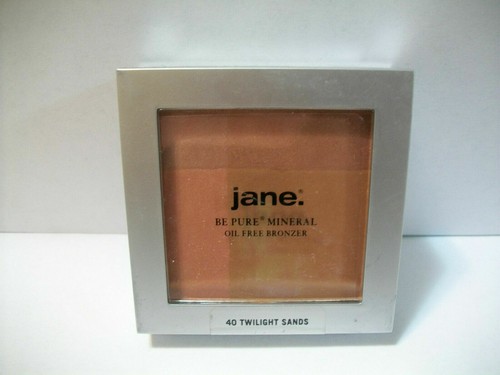 jane.®
BE PURE® MINERAL
OIL FREE BRONZER
40 TWILIGHT SANDS